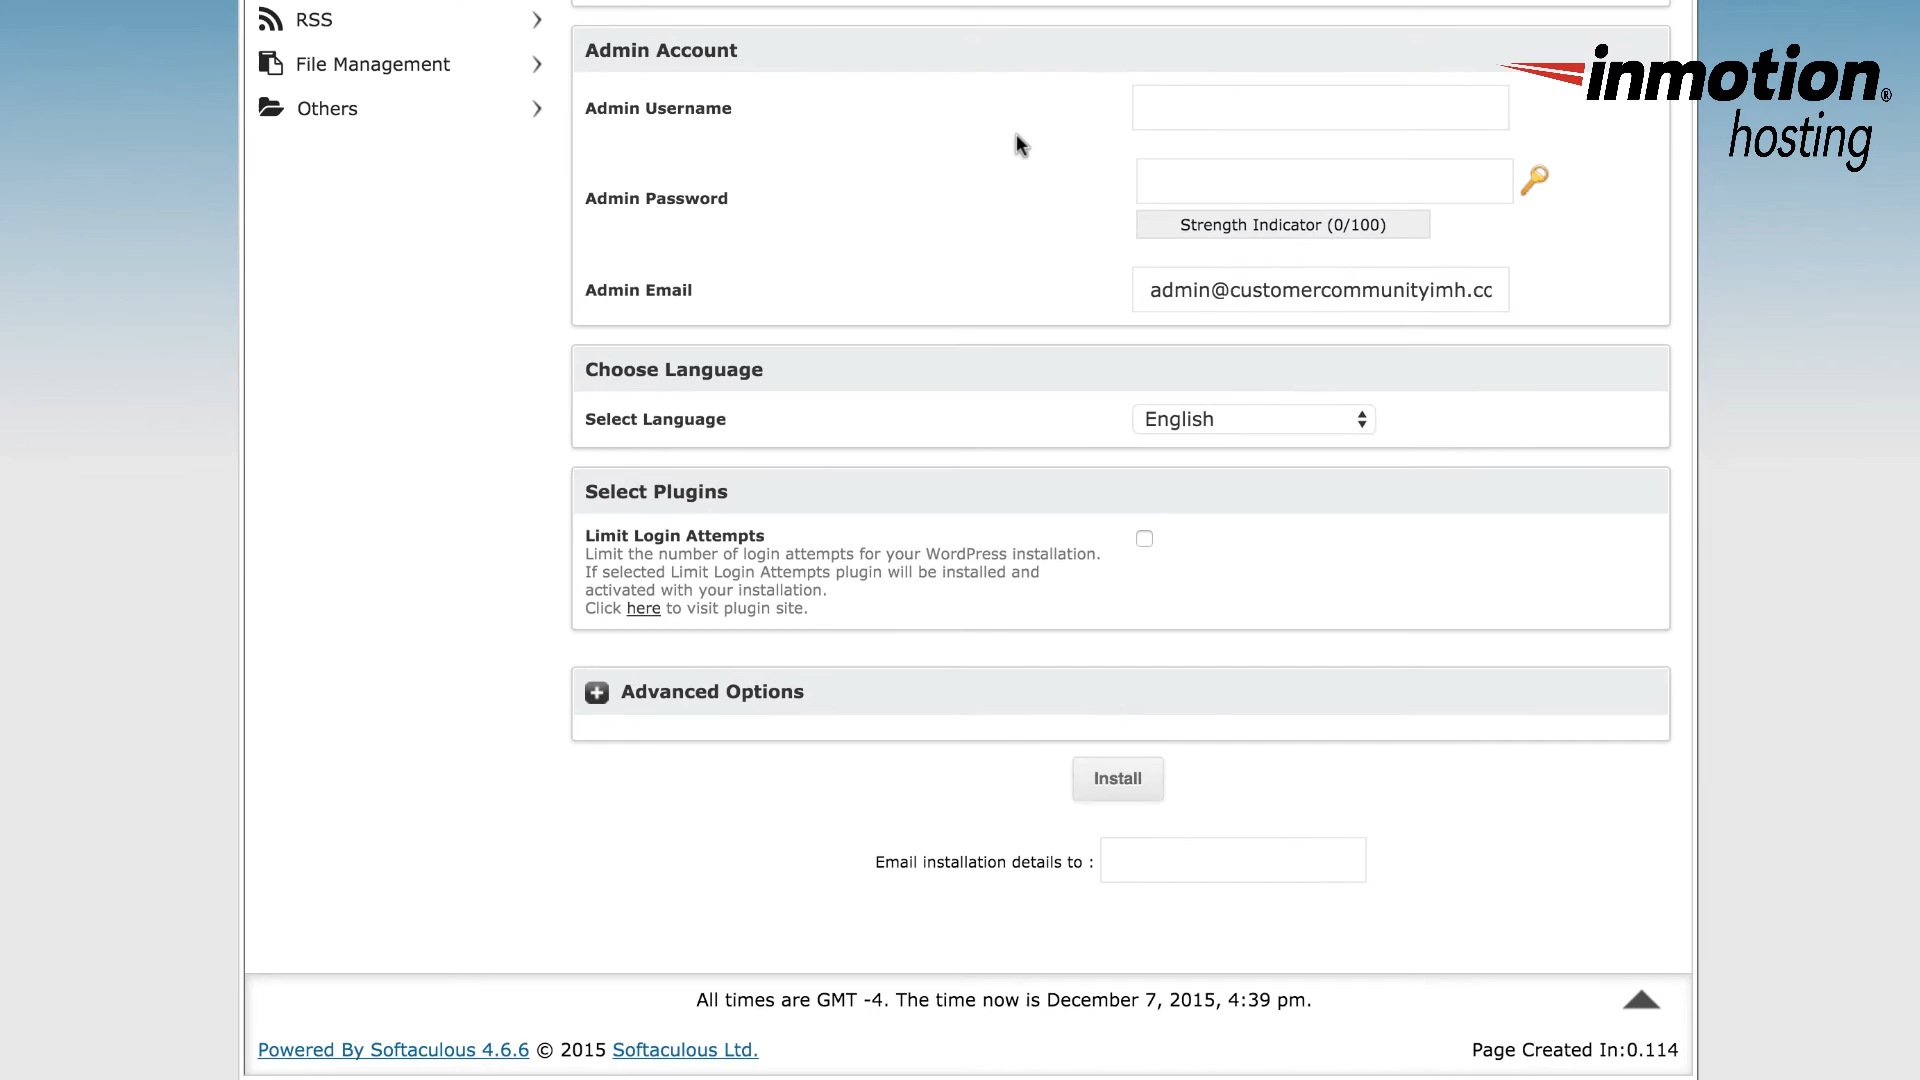 RSS
File Management
Others
Admin Account
Admin Username
Admin Password
Strength Indicator (0/100)
Admin Email
admin@customercommunityimh.cc
Choose Language
Select Language
English
Select Plugins
Limit Login Attempts
Limit the number of login attempts for your WordPress installation.
If selected Limit Login Attempts plugin will be installed and
activated with your installation.
Click here to visit plugin site.
Advanced Options
Install
Email installation details to :
All times are GMT -4. The time now is December 7, 2015, 4:39 pm.
Powered By Softaculous 4.6.6 © 2015 Softaculous Ltd.
Page Created In:0.114
inmotion®
hosting